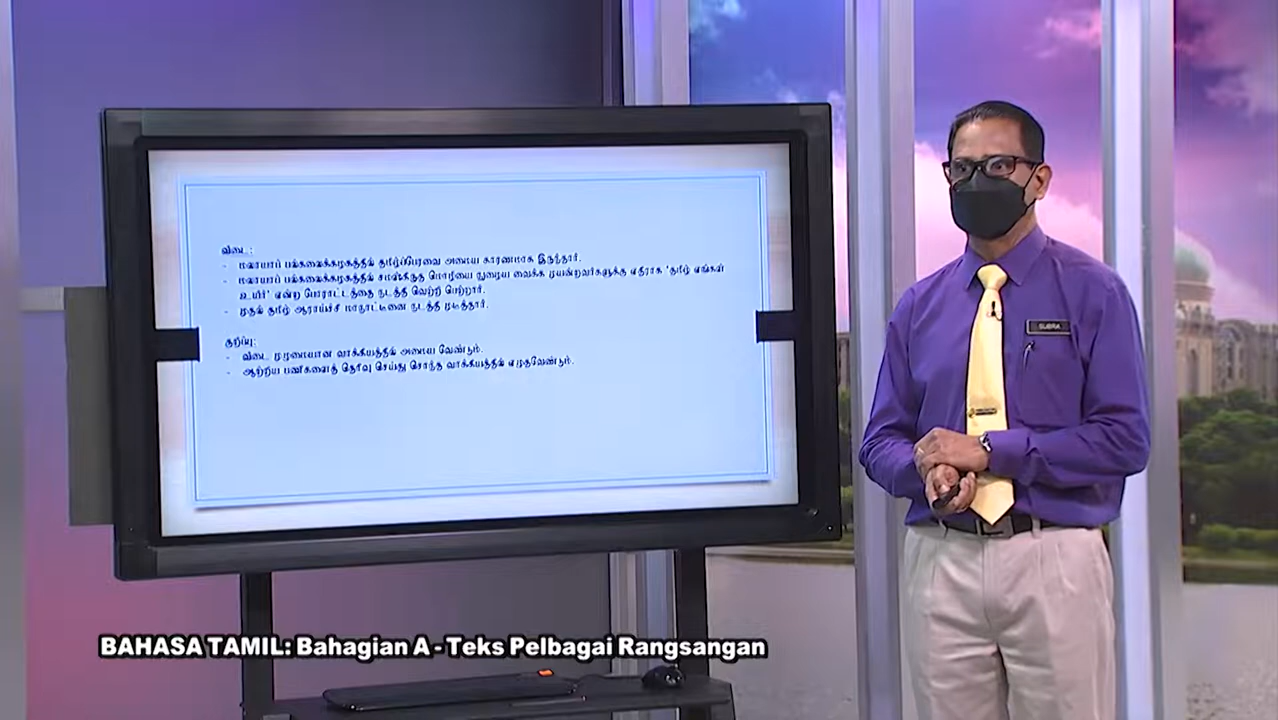 விடை:
- மலாயாப் பல்கலைக்கழகத்தில் தமிழ்ப்பேரவை அமைய காரணமாக இருந்தார்.
- மலாயாப் பல்கலைக்கழகத்தில் சமஸ்கிருத மொழியை நுழைய வைக்க முயன்றவர்களுக்கு எதிராக 'தமிழ் எங்கள்
உயிர்' என்ற போராட்டத்தை நடத்தி வெற்றி பெற்றார்.
- முதல் தமிழ் ஆராய்ச்சி மாநாட்டினை நடத்தி முடித்தார்.
குறிப்பு:
- விடை முழுமையான வாக்கியத்தில் அமைய வேண்டும்.
- ஆற்றிய பணிகளைத் தெரிவு செய்து சொந்த வாக்கியத்தில் எழுதவேண்டும்.
SUBRA
BAHASA TAMIL: Bahagian A - Teks Pelbagai Rangsangan